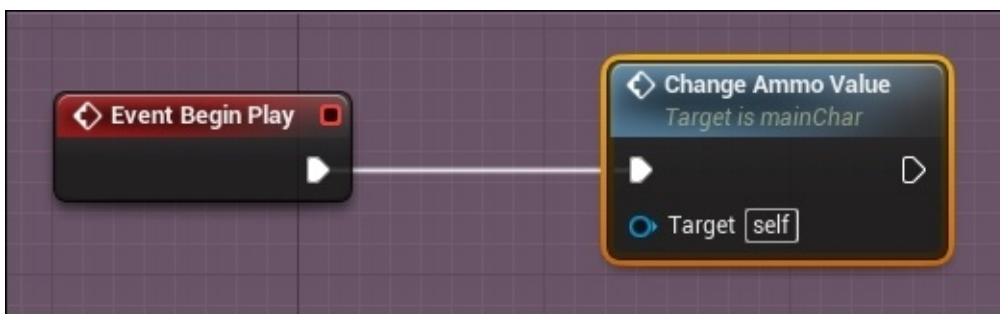 Event Begin Play
Change Ammo Value
Target is mainChar
Target self